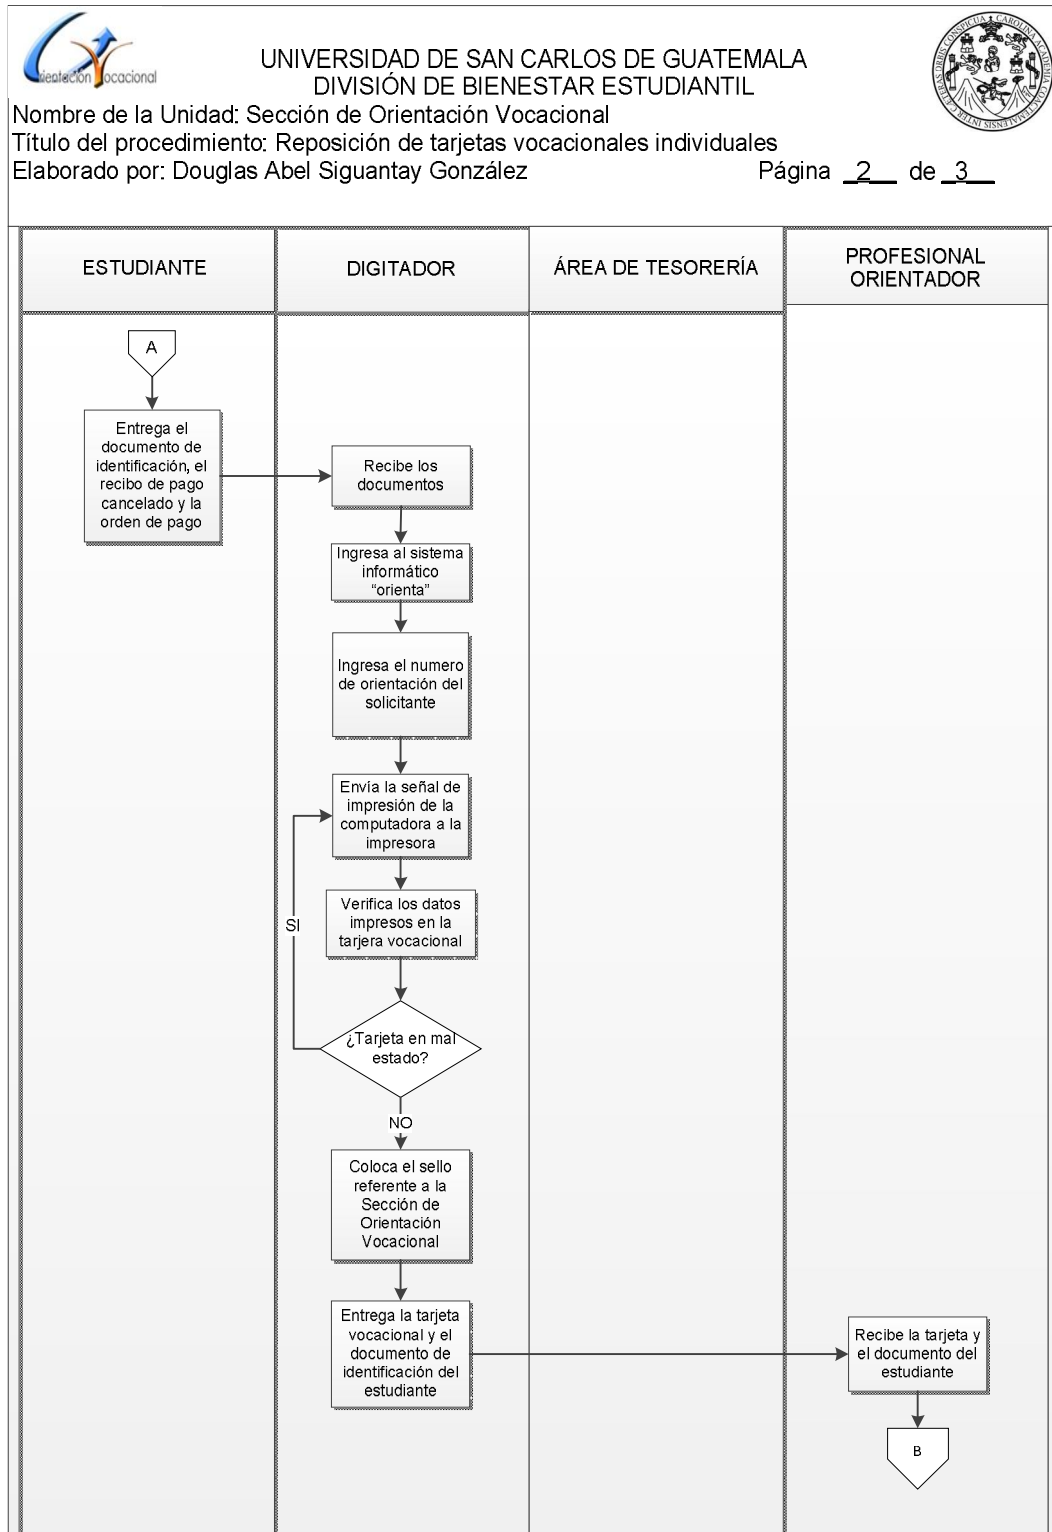 Orientación Vocacional
UNIVERSIDAD DE SAN CARLOS DE GUATEMALA
DIVISIÓN DE BIENESTAR ESTUDIANTIL
Nombre de la Unidad: Sección de Orientación Vocacional
Título del procedimiento: Reposición de tarjetas vocacionales individuales
Elaborado por: Douglas Abel Siguantay González
Página 2 de 3
ESTUDIANTE
DIGITADOR
ÁREA DE TESORERÍA
PROFESIONAL
ORIENTADOR
A
Entrega el
documento de
identificación, el
recibo de pago
cancelado y la
orden de pago
Recibe los
documentos
Ingresa al sistema
informático
“orienta”
Ingresa el numero
de orientación del
solicitante
Envía la señal de
impresión de la
computadora a la
impresora
Verifica los datos
impresos en la
tarjera vocacional
SI
¿Tarjeta en mal
estado?
NO
Coloca el sello
referente a la
Sección de
Orientación
Vocacional
Entrega la tarjeta
vocacional y el
documento de
identificación del
estudiante
Recibe la tarjeta y
el documento del
estudiante
B